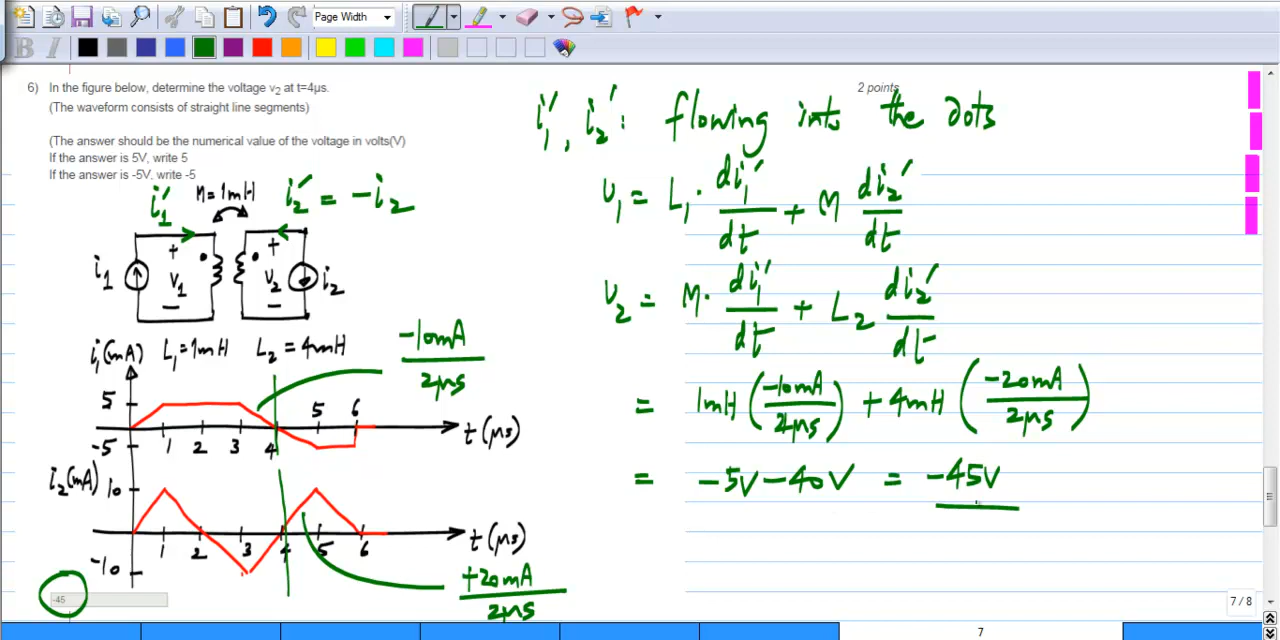 Page Width
6) In the figure below, determine the voltage v2 at t=4μs.
2 points
(The waveform consists of straight line segments)
(The answer should be the numerical value of the voltage in volts(V)
If the answer is 5V, write 5
If the answer is -5V, write -5
i1', i2': flowing into the dots
v1 = L1 · di1'/dt + M di2'/dt
v2 = M · di1'/dt + L2 di2'/dt
= 1mH (-10mA/2μs) + 4mH (-20mA/2μs)
= -5V - 40V = -45V
i1' M = 1mH i2' = -i2
+ +
i1 V1 V2 i2
- -
i1(mA) L1 = 1mH L2 = 4mH
-10mA/2μs
5
-5
1 2 3 4 5 6 t(μs)
i2(mA) 10
-10
1 2 3 4 5 6 t(μs)
+20mA/2μs
-45
7 / 8
7